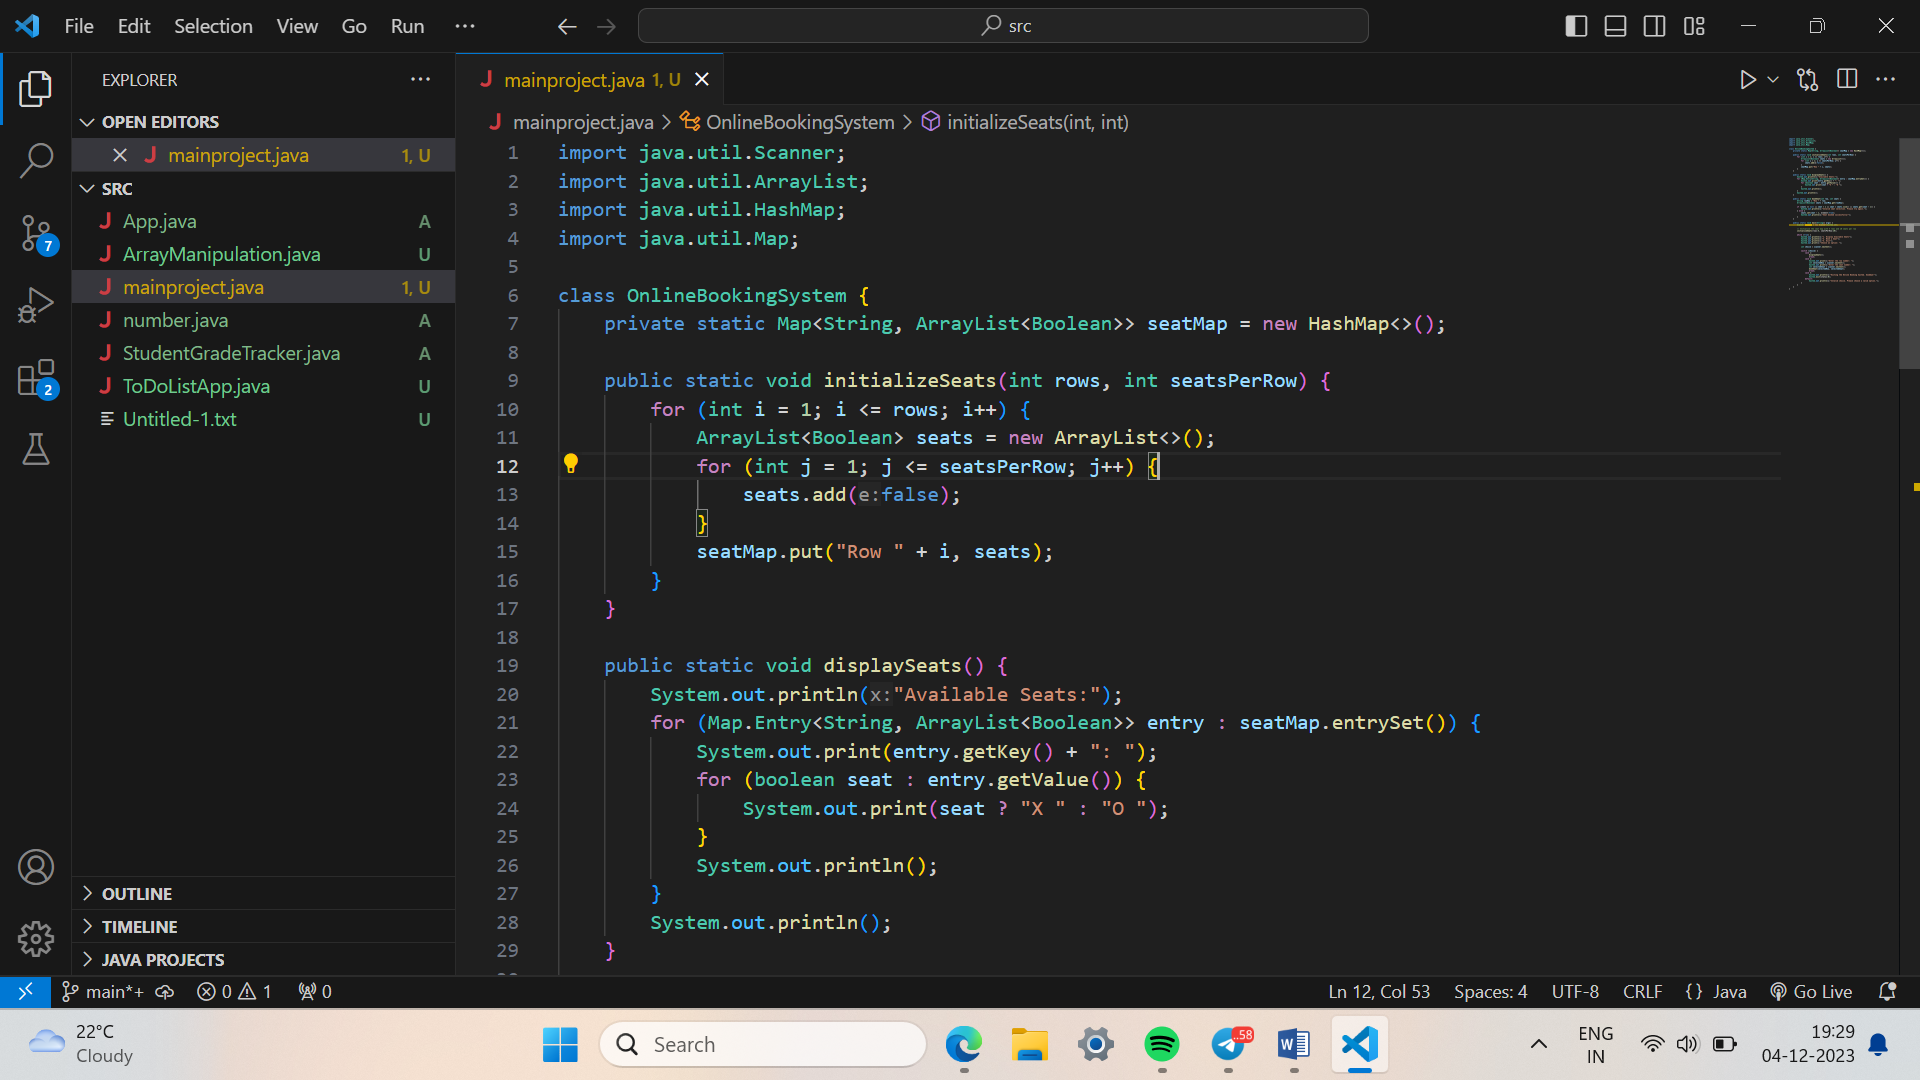 File Edit Selection View Go Run ···
src
EXPLORER ···
OPEN EDITORS
mainproject.java 1, U
SRC
App.java A
ArrayManipulation.java U
mainproject.java 1, U
number.java A
StudentGradeTracker.java A
ToDoListApp.java U
Untitled-1.txt U
7
2
OUTLINE
TIMELINE
JAVA PROJECTS
mainproject.java 1, U
mainproject.java > OnlineBookingSystem > initializeSeats(int, int)
1 import java.util.Scanner;
2 import java.util.ArrayList;
3 import java.util.HashMap;
4 import java.util.Map;
5
6 class OnlineBookingSystem {
7 private static Map<String, ArrayList<Boolean>> seatMap = new HashMap<>();
8
9 public static void initializeSeats(int rows, int seatsPerRow) {
10 for (int i = 1; i <= rows; i++) {
11 ArrayList<Boolean> seats = new ArrayList<>();
12 for (int j = 1; j <= seatsPerRow; j++) {
13 seats.add(e:false);
14 }
15 seatMap.put("Row " + i, seats);
16 }
17 }
18
19 public static void displaySeats() {
20 System.out.println(x:"Available Seats:");
21 for (Map.Entry<String, ArrayList<Boolean>> entry : seatMap.entrySet()) {
22 System.out.print(entry.getKey() + ": ");
23 for (boolean seat : entry.getValue()) {
24 System.out.print(seat ? "X " : "O ");
25 }
26 System.out.println();
27 }
28 System.out.println();
29 }
main*+ 0 1 0 Ln 12, Col 53 Spaces: 4 UTF-8 CRLF {} Java Go Live
22°C
Cloudy
Search
..58
ENG
IN
19:29
04-12-2023